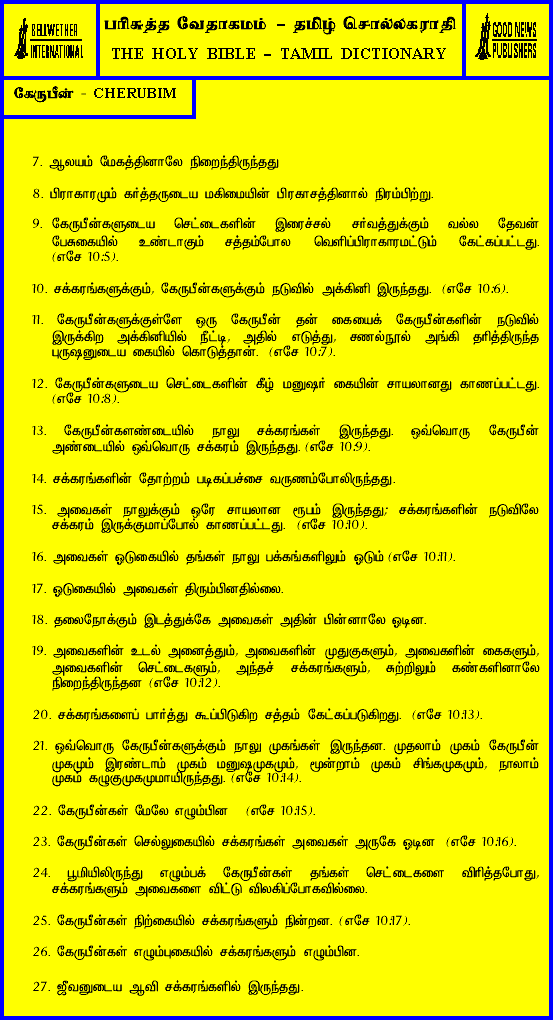 BELLWETHER
INTERNATIONAL
பரிசுத்த வேதாகமம் – தமிழ் சொல்லகராதி
THE HOLY BIBLE – TAMIL DICTIONARY
GOOD NEWS
PUBLISHERS
கேருபீன் - CHERUBIM
7. ஆலயம் மேகத்தினாலே நிறைந்திருந்தது
8. பிராகாரமும் கர்த்தருடைய மகிமையின் பிரகாசத்தினால் நிரம்பிற்று.
9. கேருபீன்களுடைய செட்டைகளின் இரைச்சல் சர்வத்துக்கும் வல்ல தேவன்
பேசுகையில் உண்டாகும் சத்தம்போல வெளிப்பிராகாரமட்டும் கேட்கப்பட்டது.
(எசே 10:5).
10. சக்கரங்களுக்கும், கேருபீன்களுக்கும் நடுவில் அக்கினி இருந்தது. (எசே 10:6).
11. கேருபீன்களுக்குள்ளே ஒரு கேருபீன் தன் கையைக் கேருபீன்களின் நடுவில்
இருக்கிற அக்கினியில் நீட்டி, அதில் எடுத்து, சணல்நூல் அங்கி தரித்திருந்த
புருஷனுடைய கையில் கொடுத்தான். (எசே 10:7).
12. கேருபீன்களுடைய செட்டைகளின் கீழ் மனுஷர் கையின் சாயலானது காணப்பட்டது.
(எசே 10:8).
13. கேருபீன்களண்டையில் நாலு சக்கரங்கள் இருந்தது. ஒவ்வொரு கேருபீன்
அண்டையில் ஒவ்வொரு சக்கரம் இருந்தது. (எசே 10:9).
14. சக்கரங்களின் தோற்றம் படிகப்பச்சை வருணம்போலிருந்தது.
15. அவைகள் நாலுக்கும் ஒரே சாயலான ரூபம் இருந்தது; சக்கரங்களின் நடுவிலே
சக்கரம் இருக்குமாப்போல் காணப்பட்டது. (எசே 10:10).
16. அவைகள் ஓடுகையில் தங்கள் நாலு பக்கங்களிலும் ஓடும் (எசே 10:11).
17. ஓடுகையில் அவைகள் திரும்பினதில்லை.
18. தலைநோக்கும் இடத்துக்கே அவைகள் அதின் பின்னாலே ஓடின.
19. அவைகளின் உடல் அனைத்தும், அவைகளின் முதுகுகளும், அவைகளின் கைகளும்,
அவைகளின் செட்டைகளும், அந்தச் சக்கரங்களும், சுற்றிலும் கண்களினாலே
நிறைந்திருந்தன (எசே 10:12).
20. சக்கரங்களைப் பார்த்து கூப்பிடுகிற சத்தம் கேட்கப்படுகிறது. (எசே 10:13).
21. ஒவ்வொரு கேருபீன்களுக்கும் நாலு முகங்கள் இருந்தன. முதலாம் முகம் கேருபீன்
முகமும் இரண்டாம் முகம் மனுஷமுகமும், மூன்றாம் முகம் சிங்கமுகமும், நாலாம்
முகம் கழுகுமுகமுமாயிருந்தது. (எசே 10:14).
22. கேருபீன்கள் மேலே எழும்பின (எசே 10:15).
23. கேருபீன்கள் செல்லுகையில் சக்கரங்கள் அவைகள் அருகே ஓடின (எசே 10:16).
24. பூமியிலிருந்து எழும்பக் கேருபீன்கள் தங்கள் செட்டைகளை விரித்தபோது,
சக்கரங்களும் அவைகளை விட்டு விலகிப்போகவில்லை.
25. கேருபீன்கள் நிற்கையில் சக்கரங்களும் நின்றன. (எசே 10:17).
26. கேருபீன்கள் எழும்புகையில் சக்கரங்களும் எழும்பின.
27. ஜீவனுடைய ஆவி சக்கரங்களில் இருந்தது.